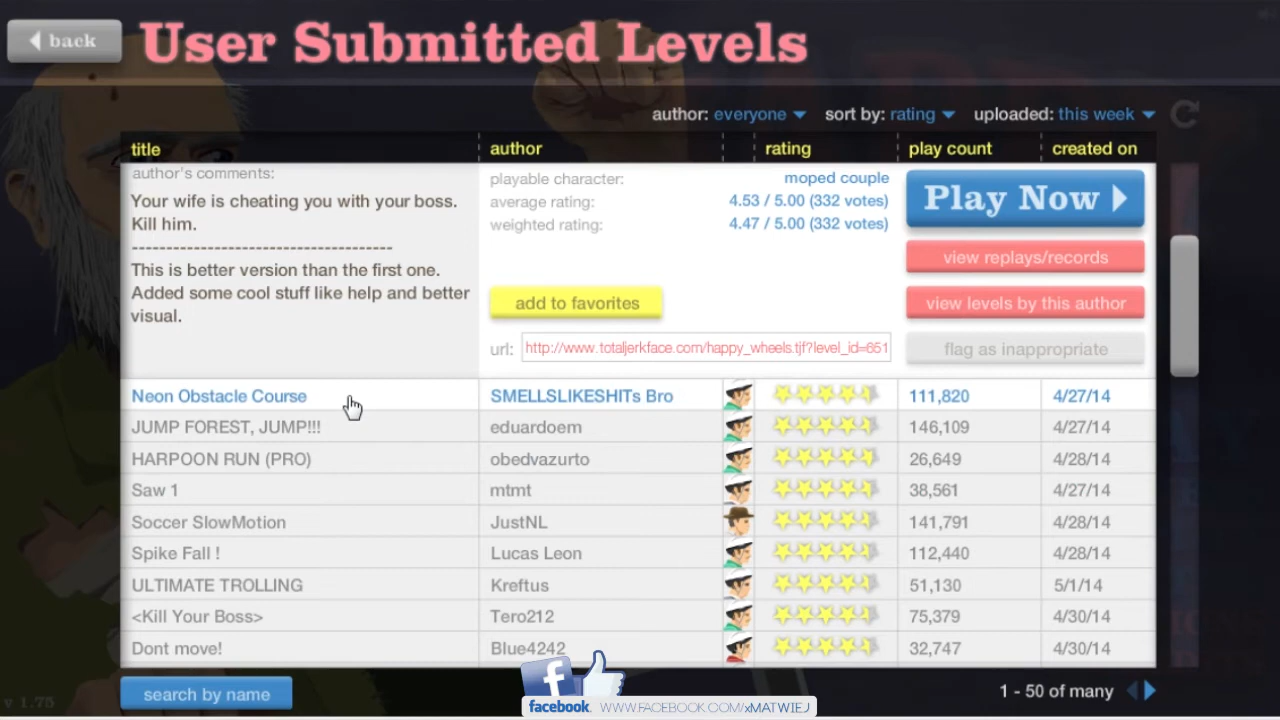 back
User Submitted Levels
author: everyone sort by: rating uploaded: this week
title author rating play count created on
author's comments:
Your wife is cheating you with your boss.
Kill him.
------------------------------------
This is better version than the first one.
Added some cool stuff like help and better
visual.
playable character: moped couple
average rating: 4.53 / 5.00 (332 votes)
weighted rating: 4.47 / 5.00 (332 votes)
add to favorites
url: http://www.totaljerkface.com/happy_wheels.tjf?level_id=651
Play Now
view replays/records
view levels by this author
flag as inappropriate
Neon Obstacle Course SMELLSLIKESHITs Bro 111,820 4/27/14
JUMP FOREST, JUMP!!! eduardoem 146,109 4/27/14
HARPOON RUN (PRO) obedvazurto 26,649 4/28/14
Saw 1 mtmt 38,561 4/27/14
Soccer SlowMotion JustNL 141,791 4/28/14
Spike Fall ! Lucas Leon 112,440 4/28/14
ULTIMATE TROLLING Kreftus 51,130 5/1/14
<Kill Your Boss> Tero212 75,379 4/30/14
Dont move! Blue4242 32,747 4/30/14
search by name
1 - 50 of many
v 1.75
f
facebook. WWW.FACEBOOK.COM/xMATWIEJ